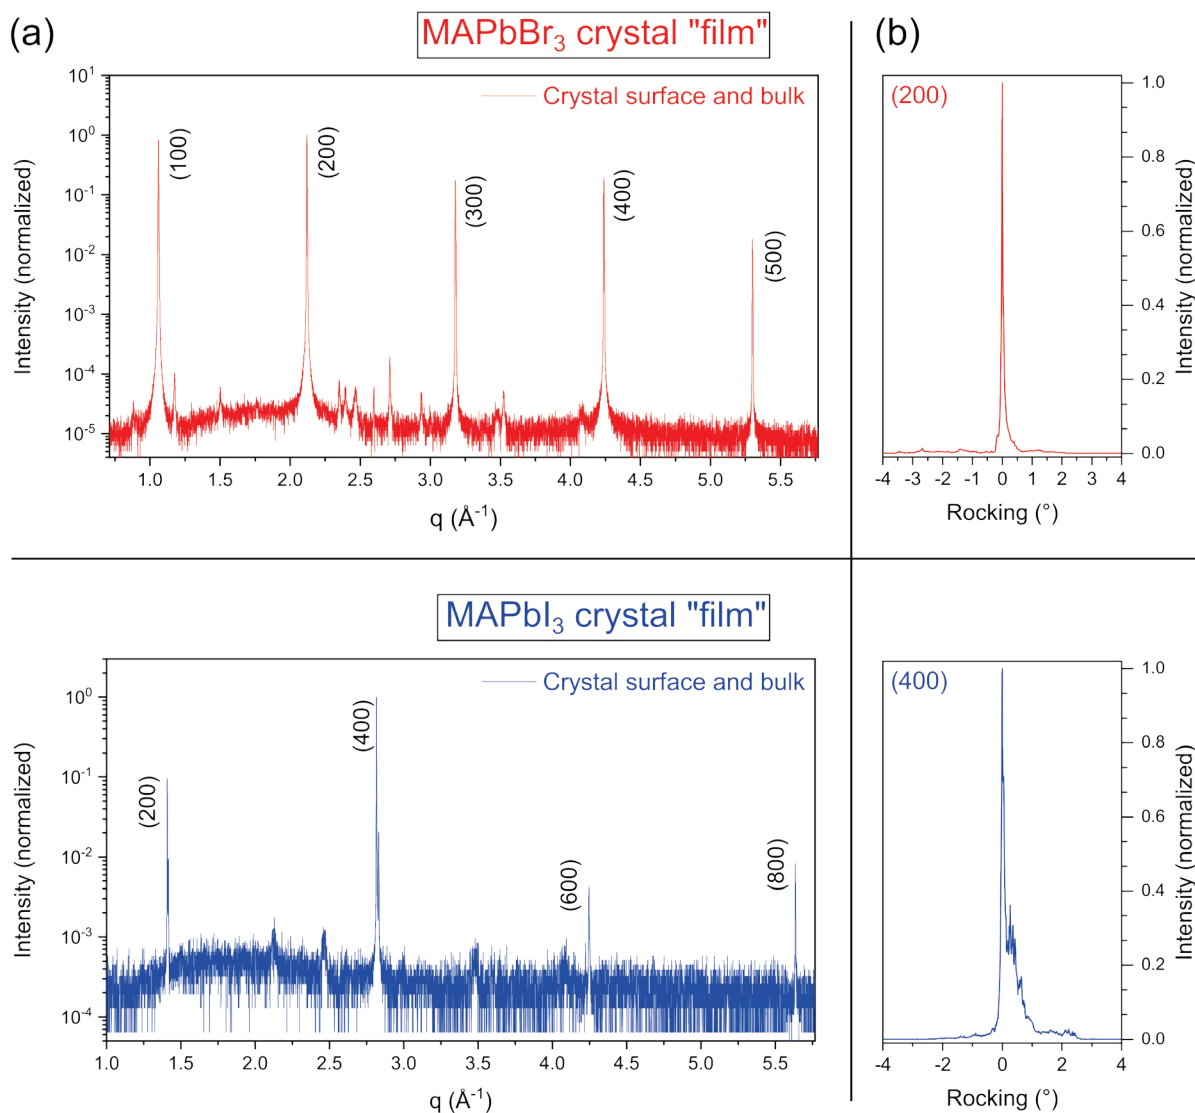 (a)
MAPbBr₃ crystal "film"
(b)
Crystal surface and bulk
(100)
(200)
(300)
(400)
(500)
10¹
10⁰
10⁻¹
10⁻²
10⁻³
10⁻⁴
10⁻⁵
Intensity (normalized)
1.0 1.5 2.0 2.5 3.0 3.5 4.0 4.5 5.0 5.5
q (Å⁻¹)
(200)
1.0
0.8
0.6
0.4
0.2
0.0
Intensity (normalized)
-4 -3 -2 -1 0 1 2 3 4
Rocking (°)
MAPbI₃ crystal "film"
Crystal surface and bulk
(200)
(400)
(600)
(800)
10⁰
10⁻¹
10⁻²
10⁻³
10⁻⁴
Intensity (normalized)
1.0 1.5 2.0 2.5 3.0 3.5 4.0 4.5 5.0 5.5
q (Å⁻¹)
(400)
1.0
0.8
0.6
0.4
0.2
0.0
Intensity (normalized)
-4 -2 0 2 4
Rocking (°)